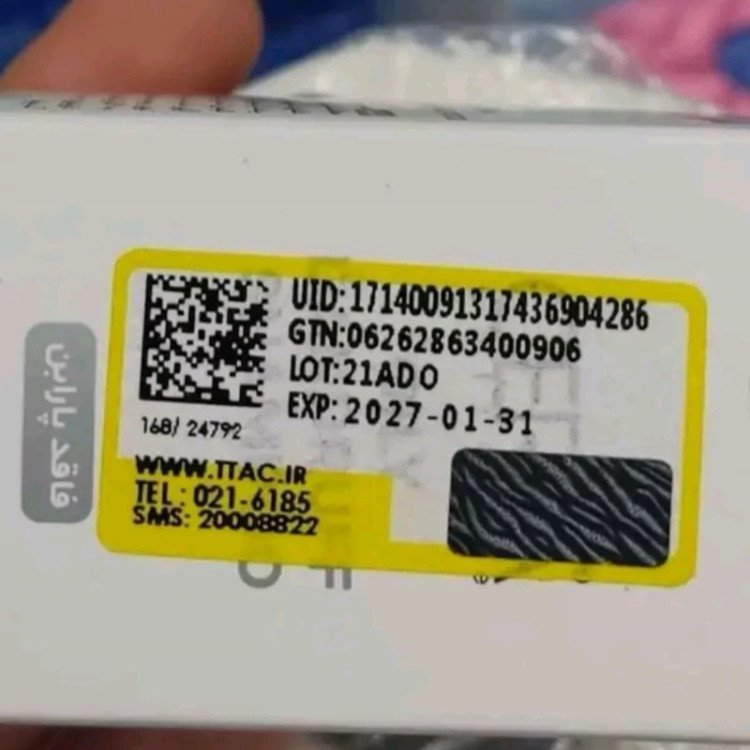 UID:17140091317436904286
GTN:06262863400906
LOT:21ADO
EXP:2027-01-31
168/ 24792
WWW.TTAC.IR
TEL : 021-6185
SMS: 20008822
فاقد پارابن